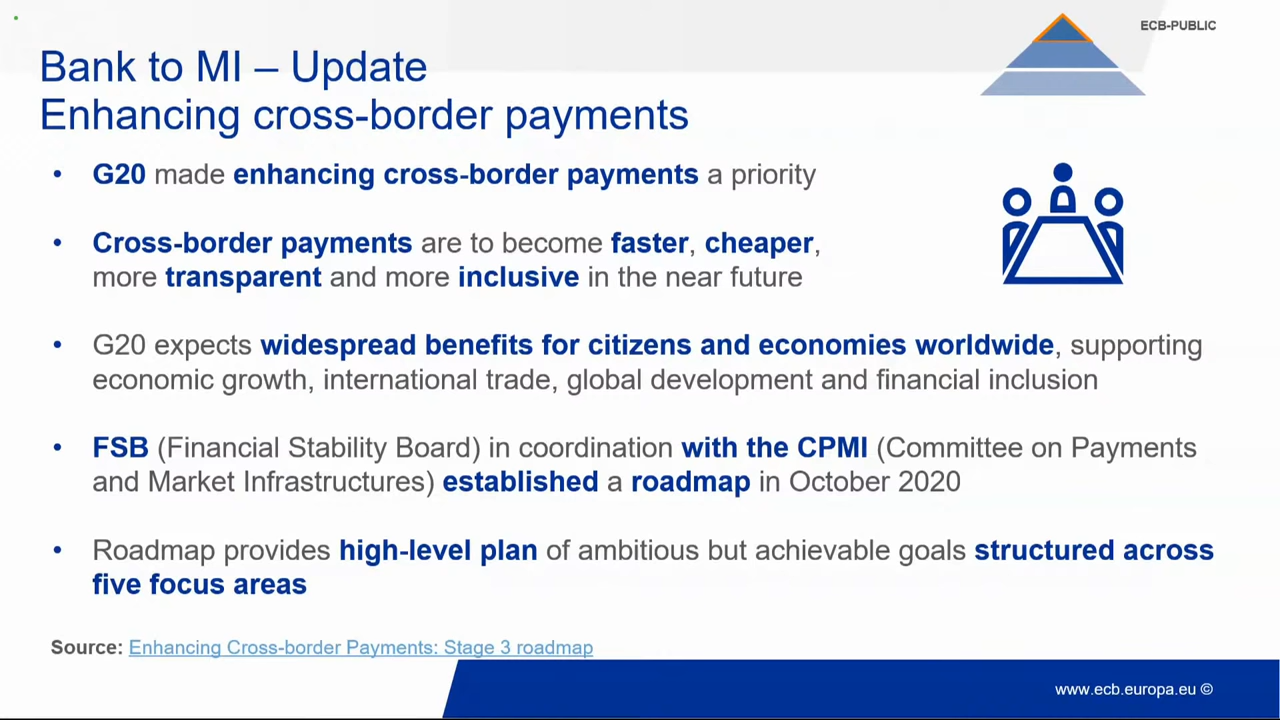 ECB-PUBLIC
Bank to MI – Update
Enhancing cross-border payments
• G20 made enhancing cross-border payments a priority
• Cross-border payments are to become faster, cheaper,
more transparent and more inclusive in the near future
• G20 expects widespread benefits for citizens and economies worldwide, supporting
economic growth, international trade, global development and financial inclusion
• FSB (Financial Stability Board) in coordination with the CPMI (Committee on Payments
and Market Infrastructures) established a roadmap in October 2020
• Roadmap provides high-level plan of ambitious but achievable goals structured across
five focus areas
Source: Enhancing Cross-border Payments: Stage 3 roadmap
www.ecb.europa.eu ©